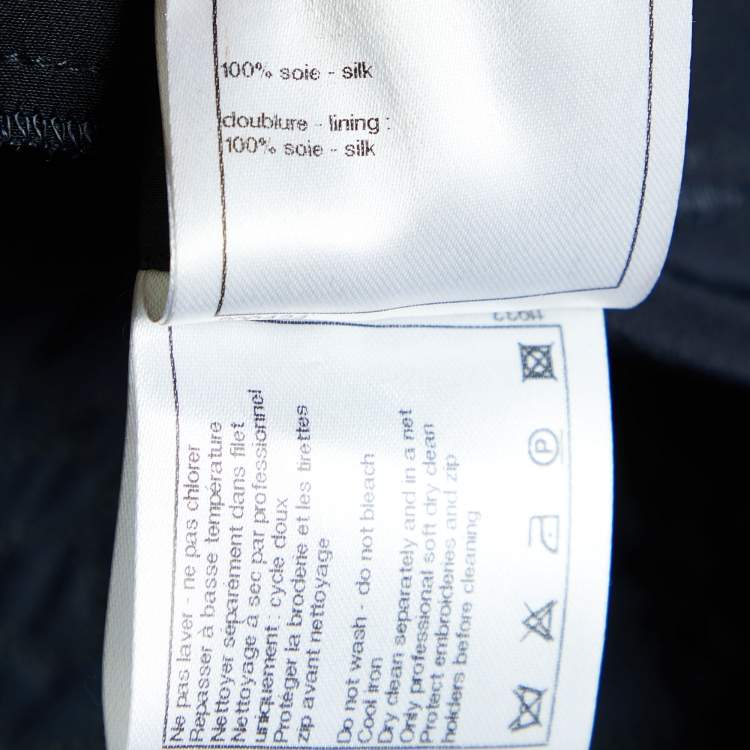 100% soie - silk
doublure - lining :
100% soie - silk
Ne pas laver - ne pas chlorer
Repasser à basse température
Nettoyer séparément dans filet
Nettoyage à sec par professionnel
uniquement : cycle doux
Protéger la broderie et les tirettes
zip avant nettoyage
Do not wash - do not bleach
Cool iron
Dry clean separately and in a net
Only professional soft dry clean
Protect embroideries and zip
holders before cleaning
P